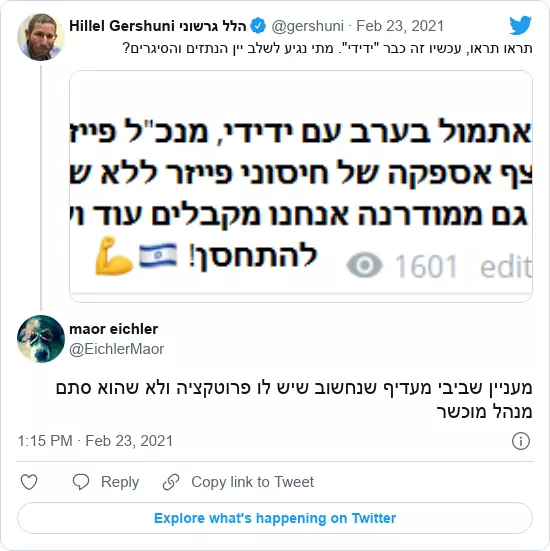 Hillel Gershuni הלל גרשוני @gershuni · Feb 23, 2021
תראו תראו, עכשיו זה כבר "ידידי". מתי נגיע לשלב יין הנתזים והסיגרים?
אתמול בערב עם ידידי, מנכ"ל פייז
צף אספקה של חיסוני פייזר ללא ש
גם ממודרנה אנחנו מקבלים עוד וע
להתחסן! 🇮🇱 💪
1601 edit
maor eichler
@EichlerMaor
מעניין שביבי מעדיף שנחשוב שיש לו פרוטקציה ולא שהוא סתם
מנהל מוכשר
1:15 PM · Feb 23, 2021
Reply Copy link to Tweet
Explore what's happening on Twitter